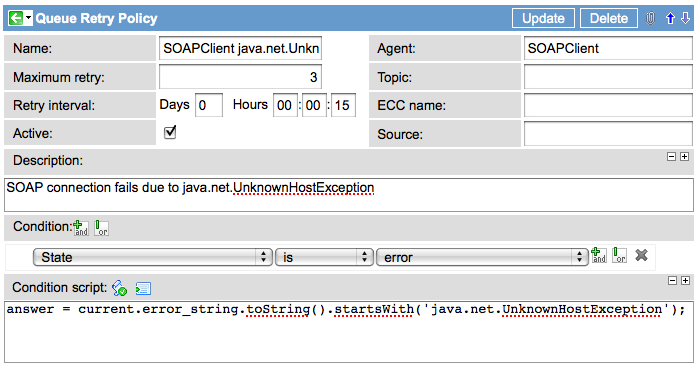 Queue Retry Policy Update Delete
Name: SOAPClient java.net.Unkn Agent: SOAPClient
Maximum retry: 3 Topic:
Retry interval: Days 0 Hours 00 : 00 : 15 ECC name:
Active: Source:
Description:
SOAP connection fails due to java.net.UnknownHostException
Condition: and or
State is error and or
Condition script:
answer = current.error_string.toString().startsWith('java.net.UnknownHostException');